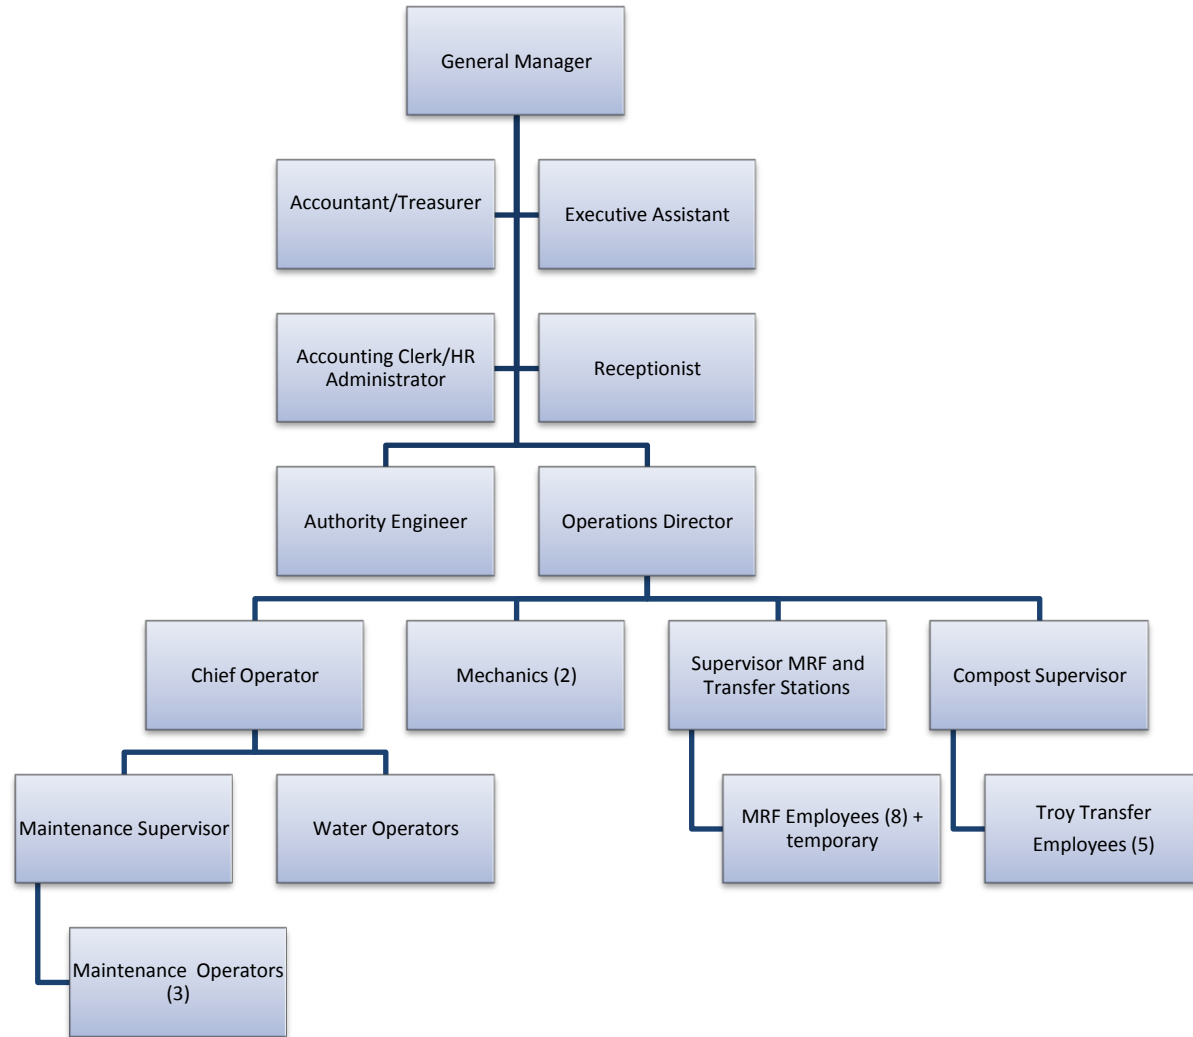 General Manager
Accountant/Treasurer
Executive Assistant
Accounting Clerk/HR
Administrator
Receptionist
Authority Engineer
Operations Director
Chief Operator
Mechanics (2)
Supervisor MRF and
Transfer Stations
Compost Supervisor
Maintenance Supervisor
Water Operators
MRF Employees (8) +
temporary
Troy Transfer
Employees (5)
Maintenance Operators
(3)